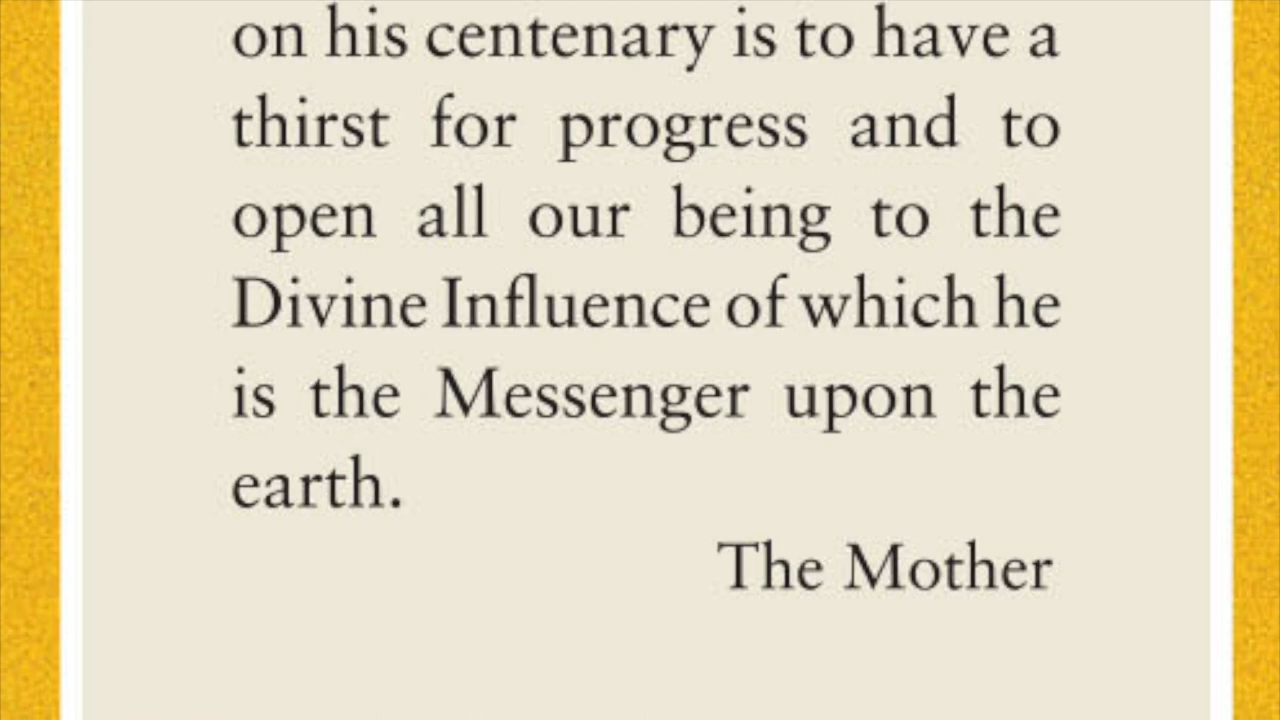 on his centenary is to have a
thirst for progress and to
open all our being to the
Divine Influence of which he
is the Messenger upon the
earth.
The Mother